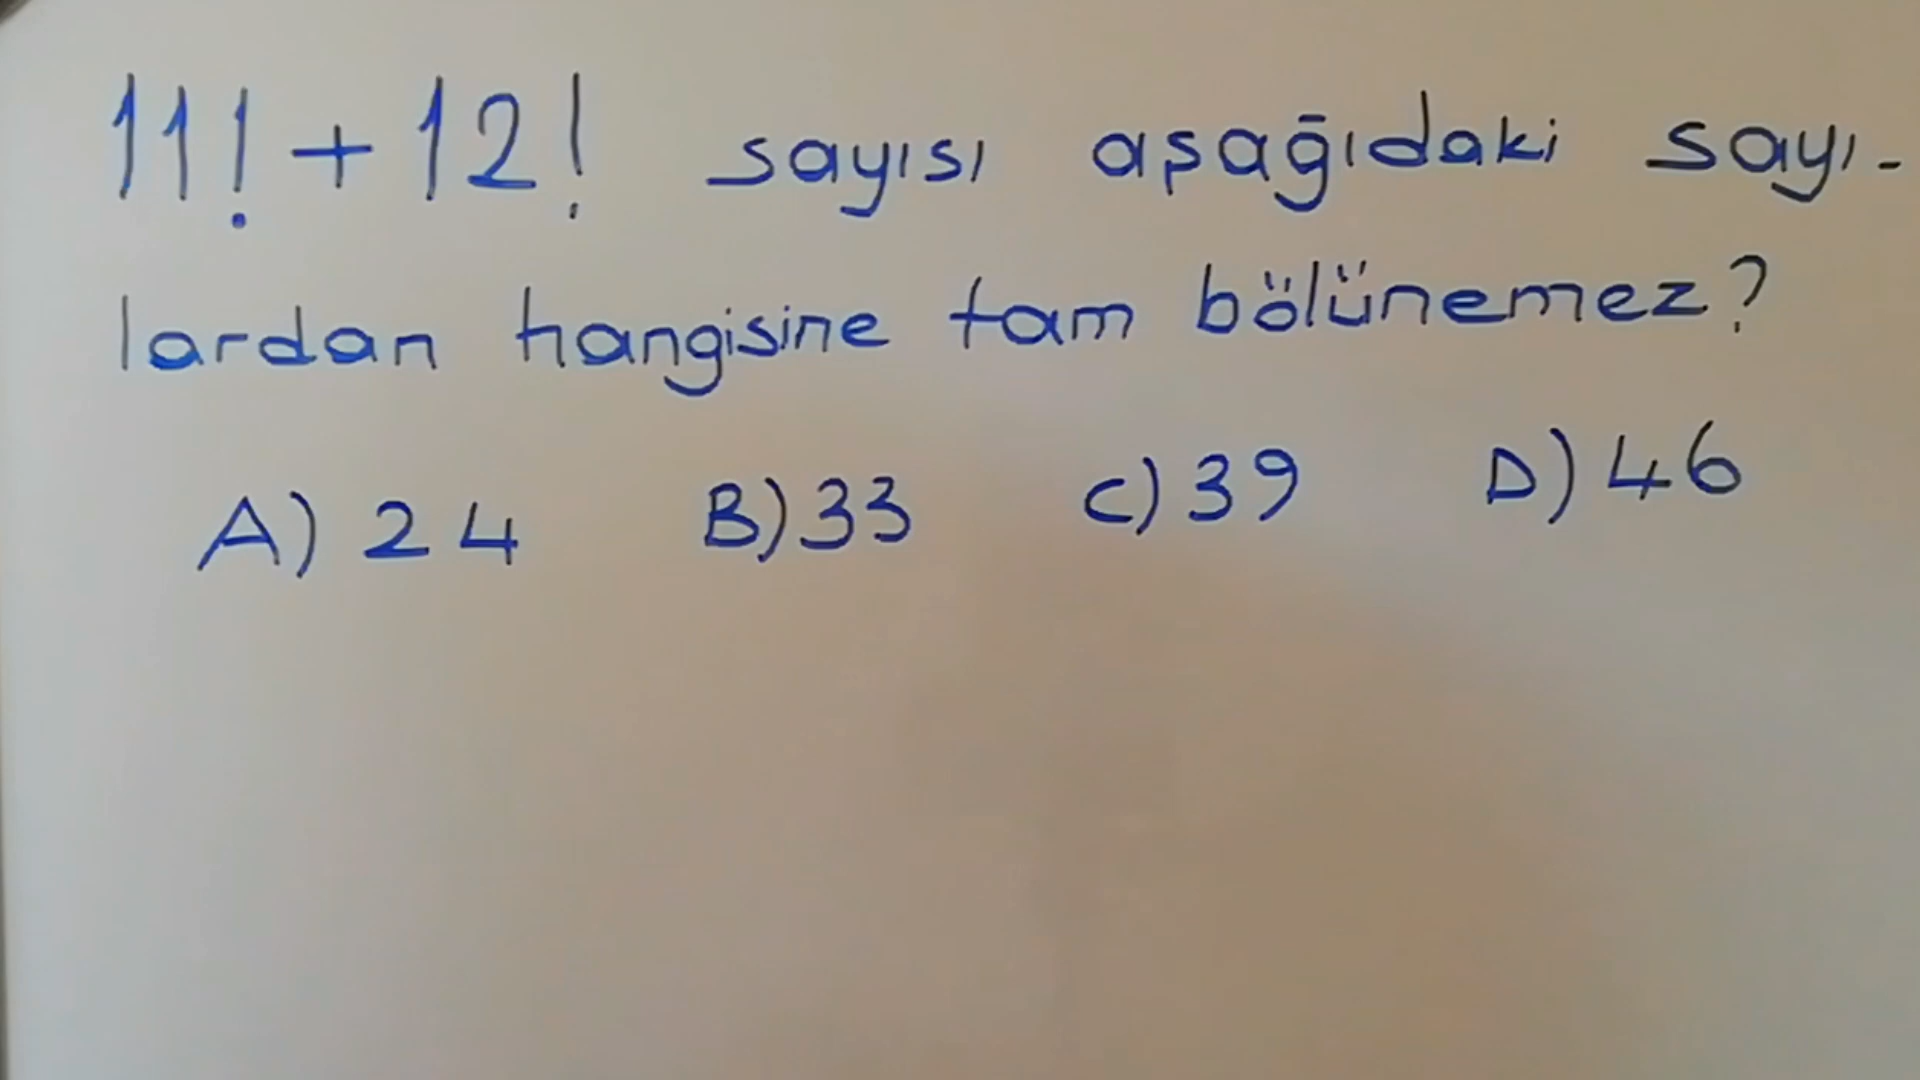 11! + 12! sayısı aşağıdaki sayı-
lardan hangisine tam bölünemez?
A) 24 B) 33 C) 39 D) 46